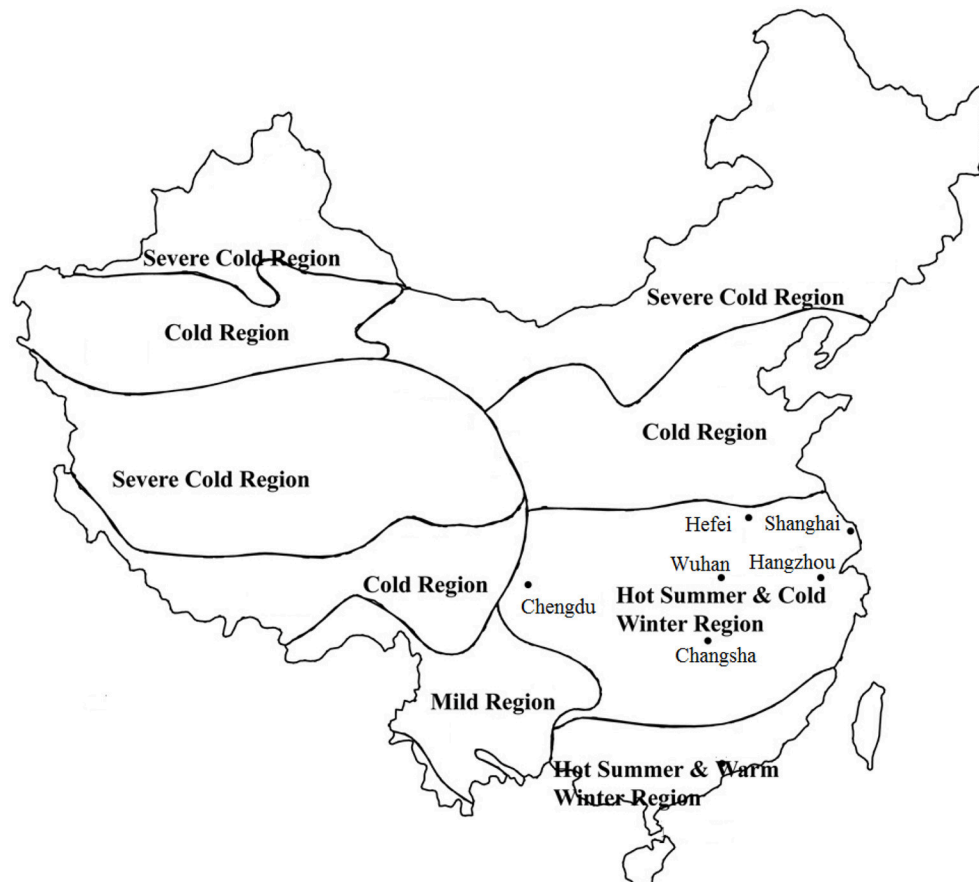 Severe Cold Region
Severe Cold Region
Cold Region
Cold Region
Severe Cold Region
Hefei
Shanghai
Wuhan
Hangzhou
Cold Region
Chengdu
Hot Summer & Cold
Winter Region
Changsha
Mild Region
Hot Summer & Warm
Winter Region